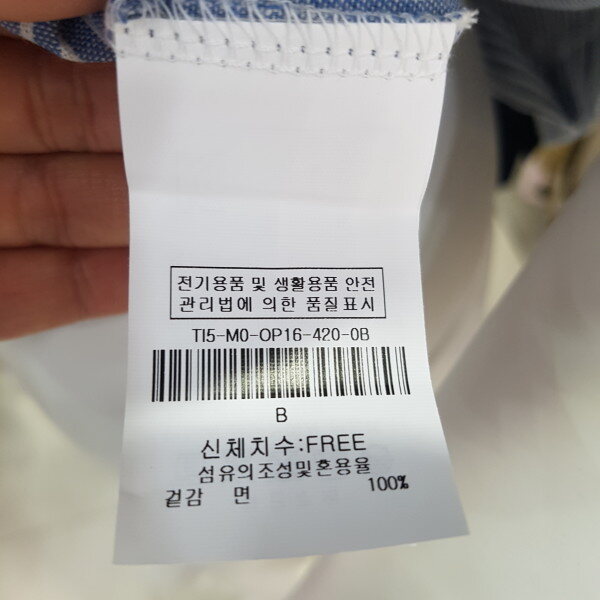 전기용품 및 생활용품 안전
관리법에 의한 품질표시
TI5-M0-OP16-420-0B
B
신체치수:FREE
섬유의조성및혼용율
겉감 면 100%